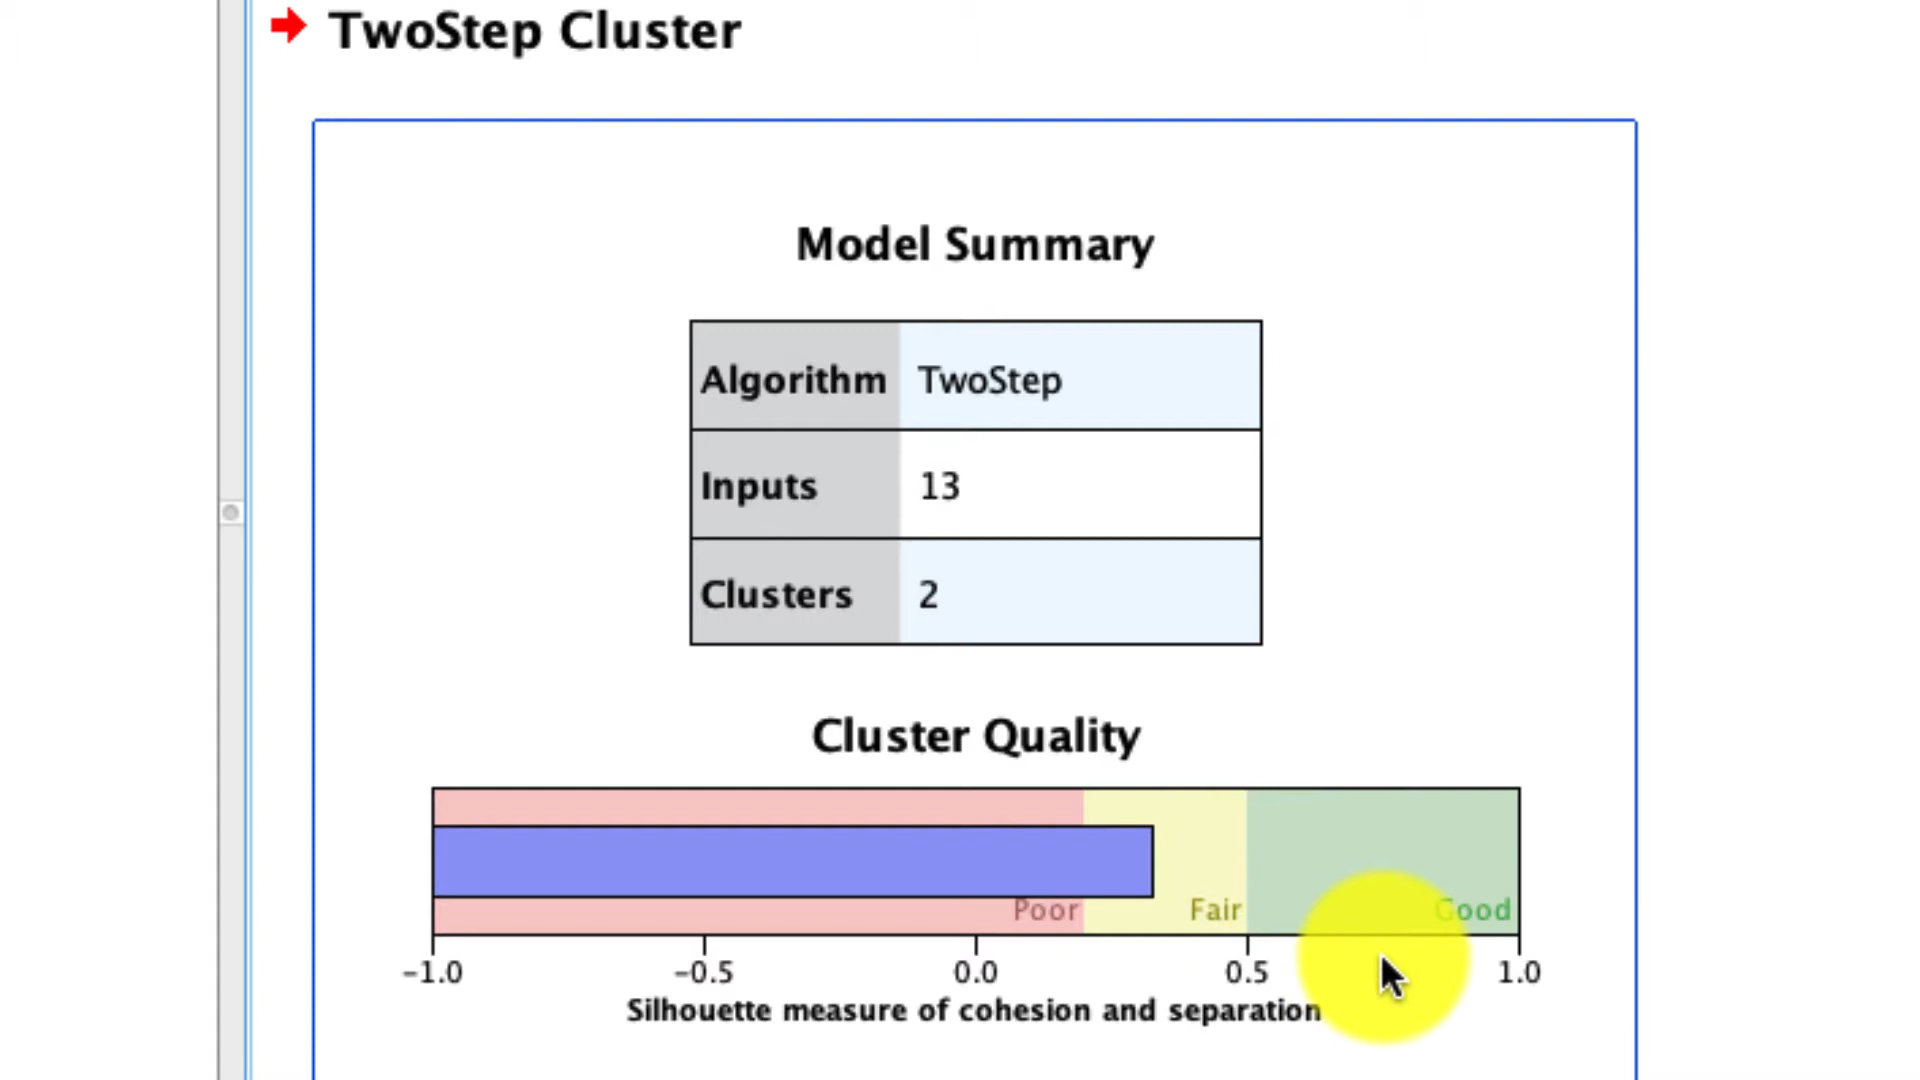 TwoStep Cluster
Model Summary
Algorithm TwoStep
Inputs 13
Clusters 2
Cluster Quality
Poor Fair Good
-1.0 -0.5 0.0 0.5 1.0
Silhouette measure of cohesion and separation